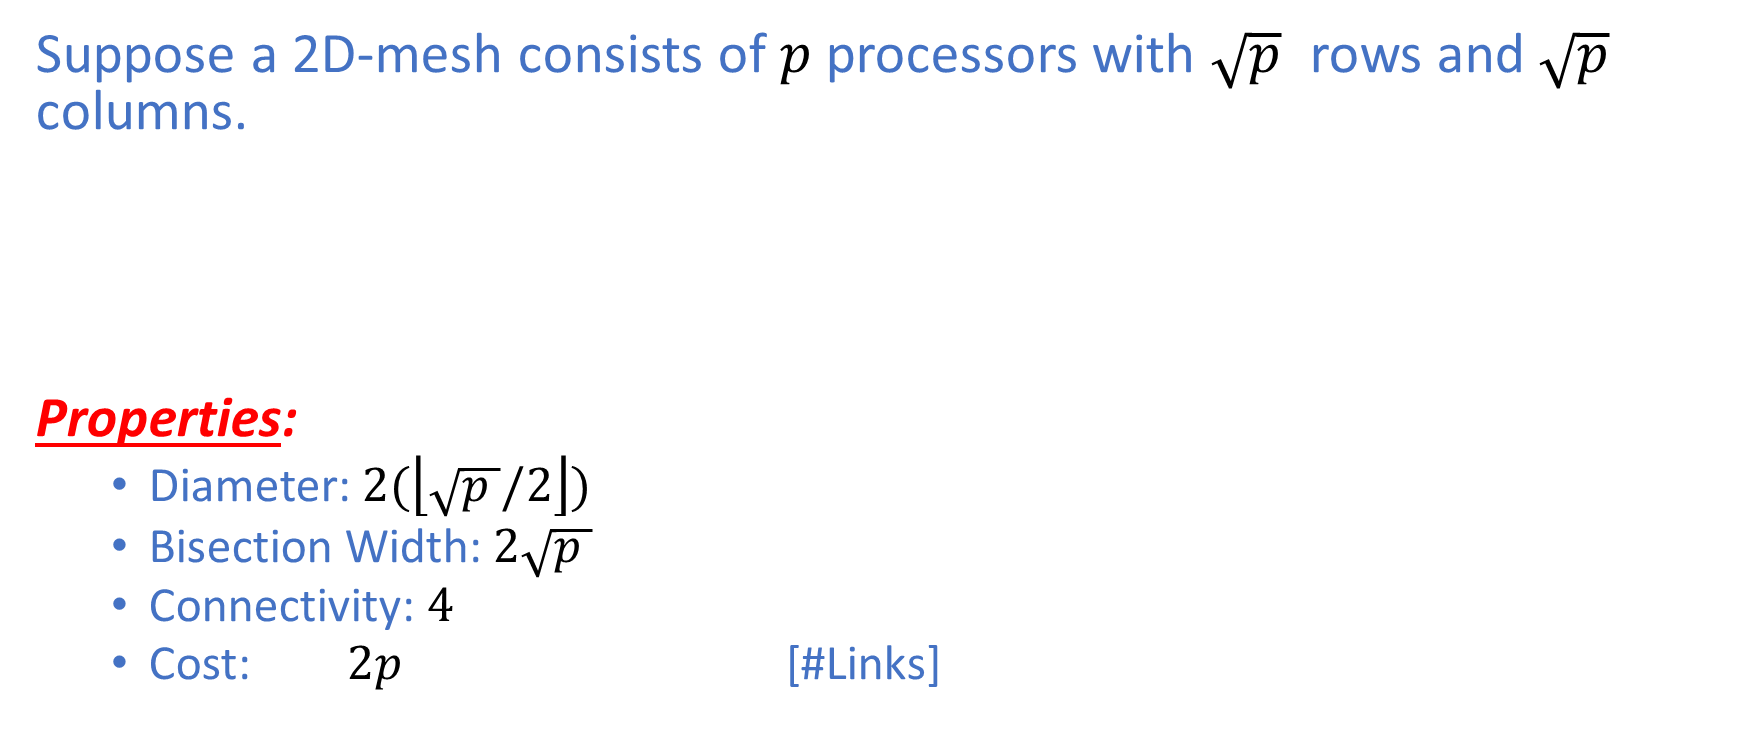 Suppose a 2D-mesh consists of p processors with √p rows and √p
columns.
Properties:
• Diameter: 2(⌊√p/2⌋)
• Bisection Width: 2√p
• Connectivity: 4
• Cost: 2p [#Links]